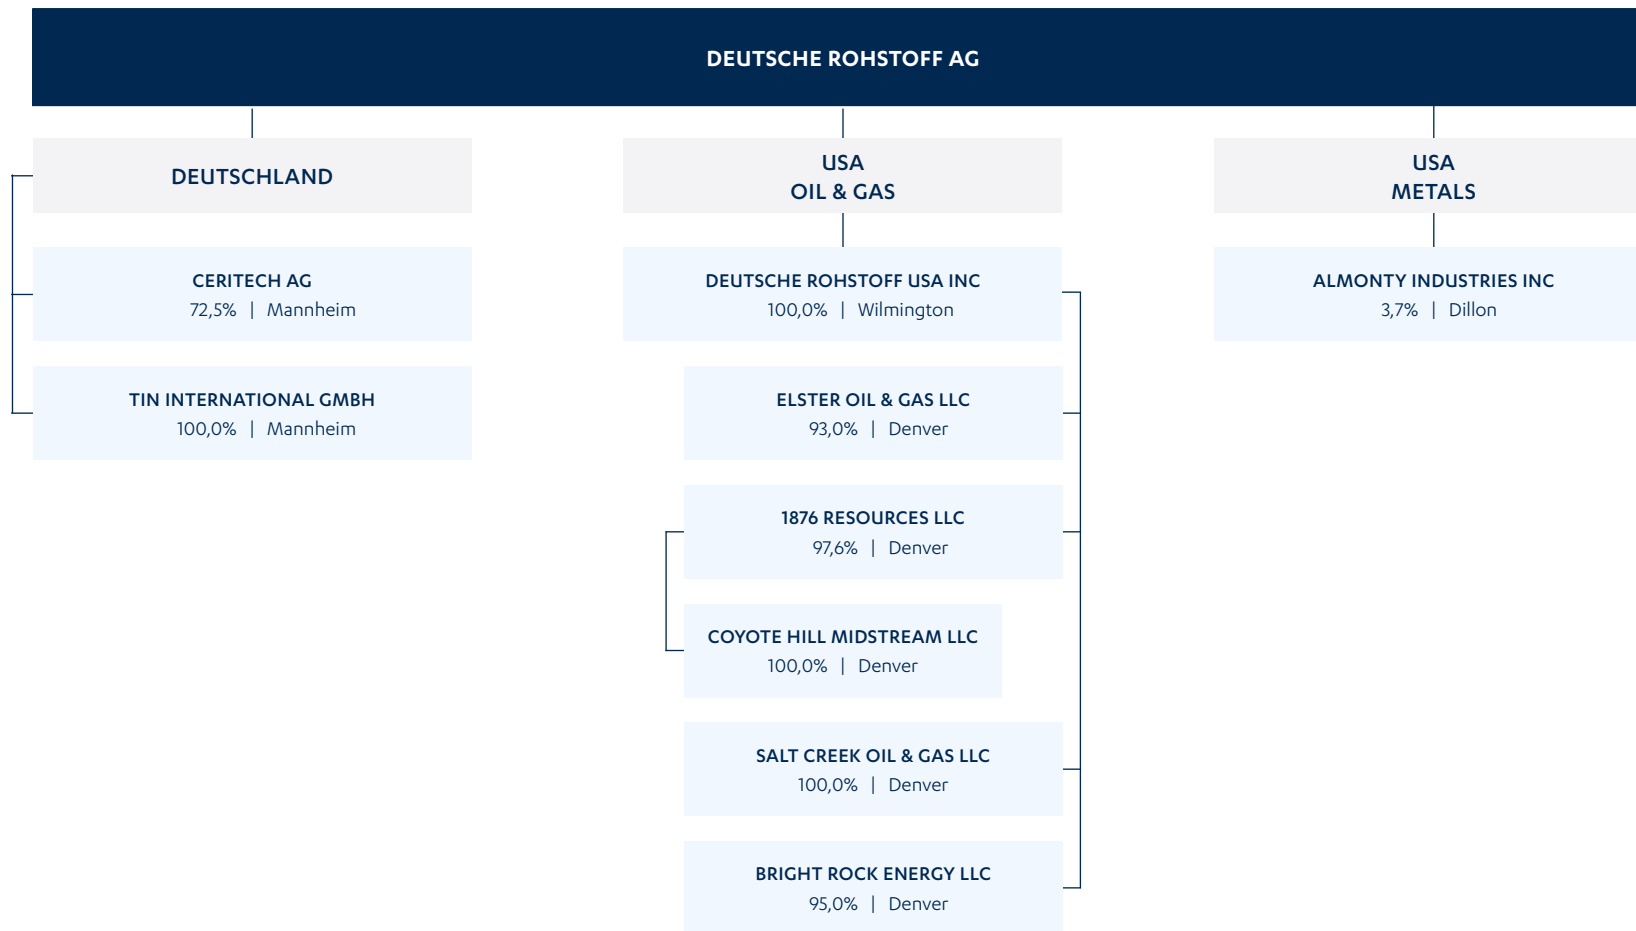 DEUTSCHE ROHSTOFF AG
DEUTSCHLAND
CERITECH AG
72,5% | Mannheim
TIN INTERNATIONAL GMBH
100,0% | Mannheim
USA
OIL & GAS
DEUTSCHE ROHSTOFF USA INC
100,0% | Wilmington
ELSTER OIL & GAS LLC
93,0% | Denver
1876 RESOURCES LLC
97,6% | Denver
COYOTE HILL MIDSTREAM LLC
100,0% | Denver
SALT CREEK OIL & GAS LLC
100,0% | Denver
BRIGHT ROCK ENERGY LLC
95,0% | Denver
USA
METALS
ALMONTY INDUSTRIES INC
3,7% | Dillon